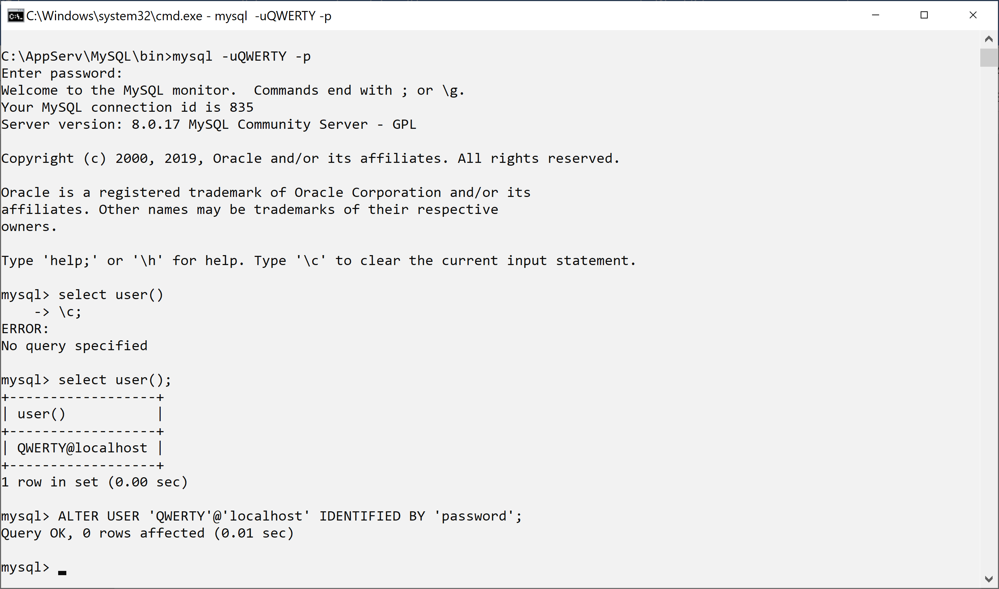 C:\Windows\system32\cmd.exe - mysql  -uQWERTY -p
C:\AppServ\MySQL\bin>mysql -uQWERTY -p
Enter password:
Welcome to the MySQL monitor.  Commands end with ; or \g.
Your MySQL connection id is 835
Server version: 8.0.17 MySQL Community Server - GPL

Copyright (c) 2000, 2019, Oracle and/or its affiliates. All rights reserved.

Oracle is a registered trademark of Oracle Corporation and/or its
affiliates. Other names may be trademarks of their respective
owners.

Type 'help;' or '\h' for help. Type '\c' to clear the current input statement.

mysql> select user()
    -> \c;
ERROR:
No query specified

mysql> select user();
+------------------+
| user()           |
+------------------+
| QWERTY@localhost |
+------------------+
1 row in set (0.00 sec)

mysql> ALTER USER 'QWERTY'@'localhost' IDENTIFIED BY 'password';
Query OK, 0 rows affected (0.01 sec)

mysql>